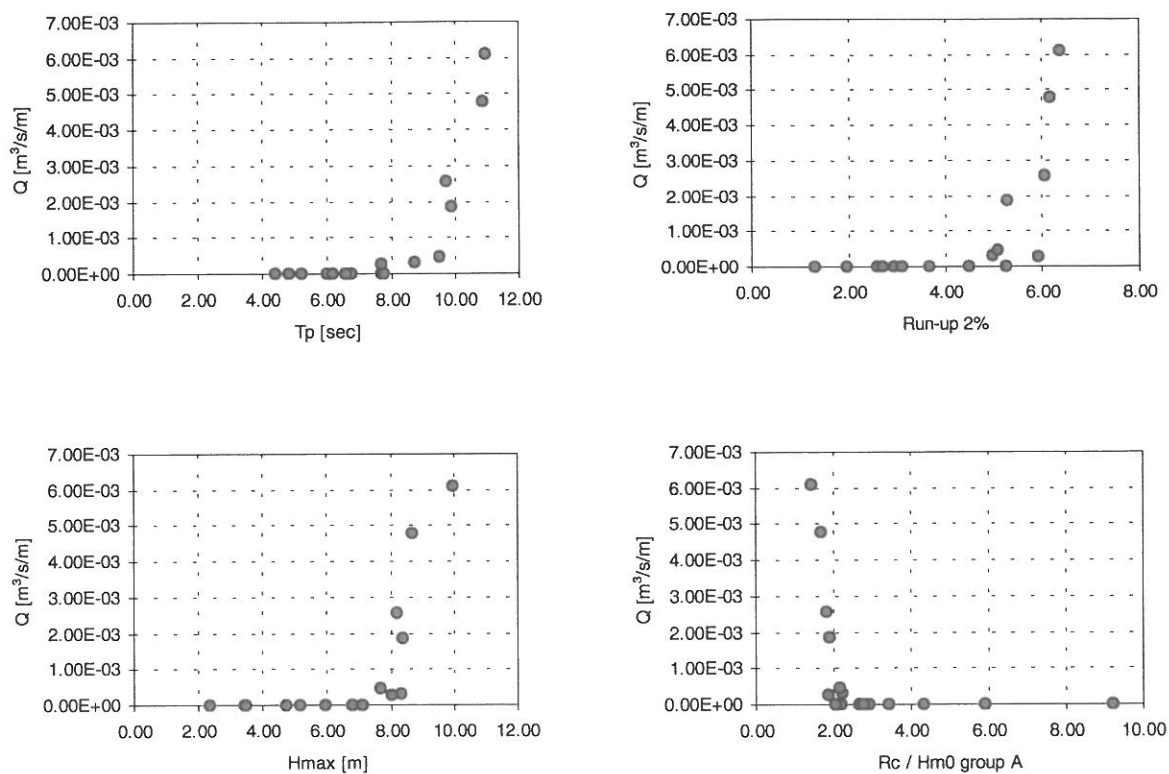 7.00E-03
6.00E-03
5.00E-03
4.00E-03
3.00E-03
2.00E-03
1.00E-03
0.00E+00
Q [m³/s/m]
0.00 2.00 4.00 6.00 8.00 10.00 12.00
Tp [sec]
7.00E-03
6.00E-03
5.00E-03
4.00E-03
3.00E-03
2.00E-03
1.00E-03
0.00E+00
Q [m³/s/m]
0.00 2.00 4.00 6.00 8.00
Run-up 2%
7.00E-03
6.00E-03
5.00E-03
4.00E-03
3.00E-03
2.00E-03
1.00E-03
0.00E+00
Q [m³/s/m]
0.00 2.00 4.00 6.00 8.00 10.00 12.00
Hmax [m]
7.00E-03
6.00E-03
5.00E-03
4.00E-03
3.00E-03
2.00E-03
1.00E-03
0.00E+00
Q [m³/s/m]
0.00 2.00 4.00 6.00 8.00 10.00
Rc / Hm0 group A